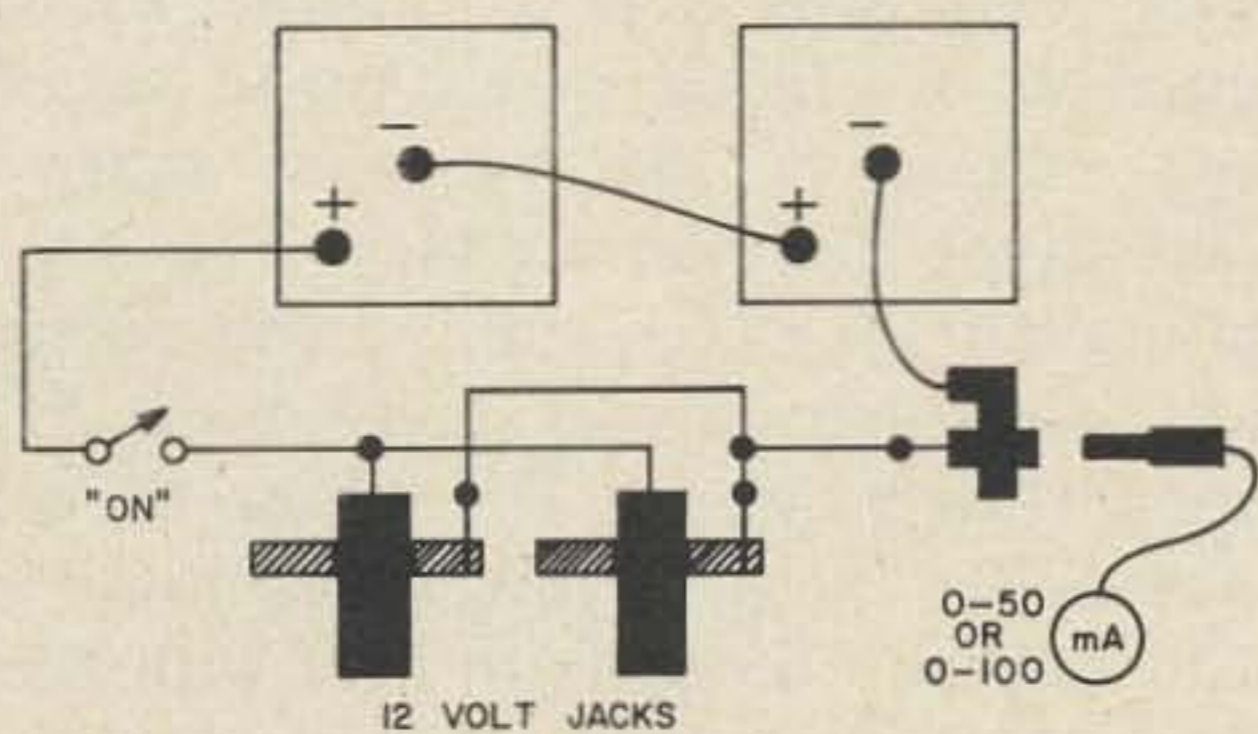 −
−
+
+
"ON"
0-50
OR
0-100
mA
12 VOLT JACKS